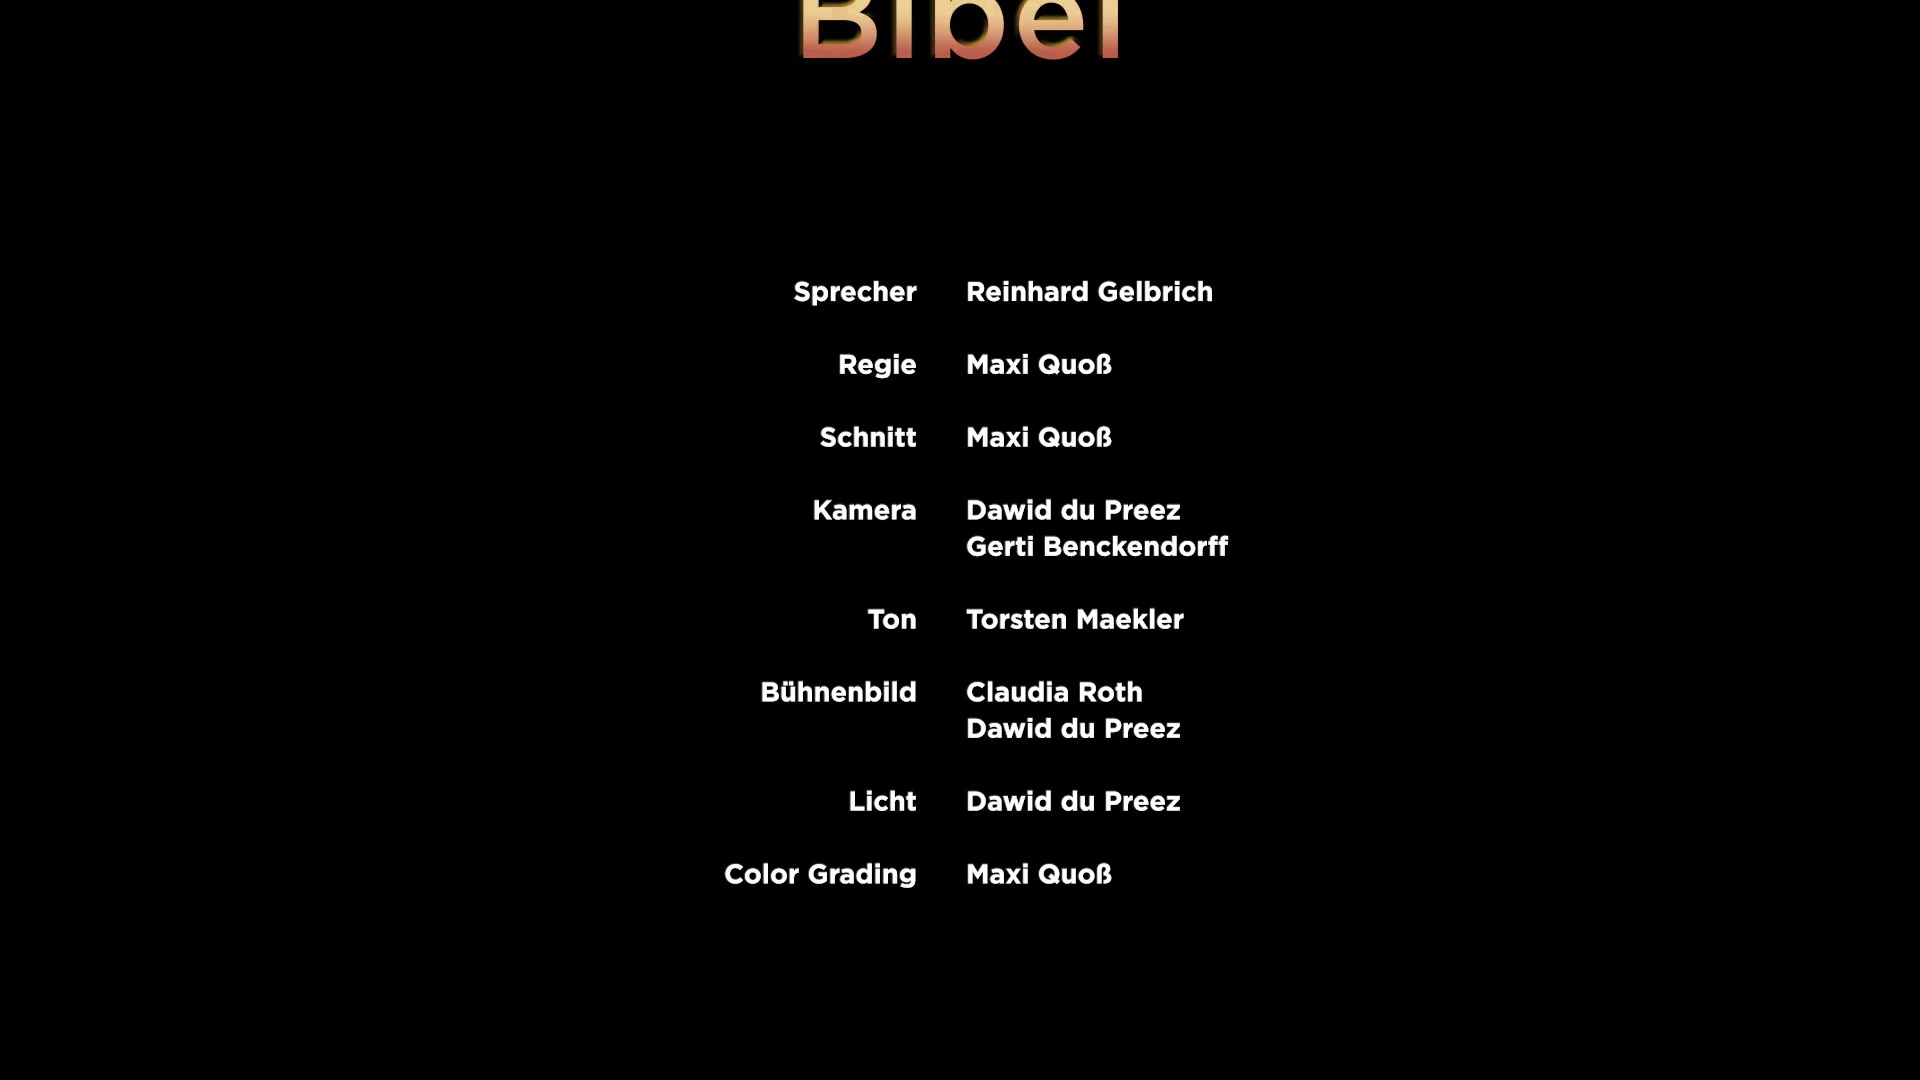 Bibel
Sprecher Reinhard Gelbrich
Regie Maxi Quoß
Schnitt Maxi Quoß
Kamera Dawid du Preez
Gerti Benckendorff
Ton Torsten Maekler
Bühnenbild Claudia Roth
Dawid du Preez
Licht Dawid du Preez
Color Grading Maxi Quoß